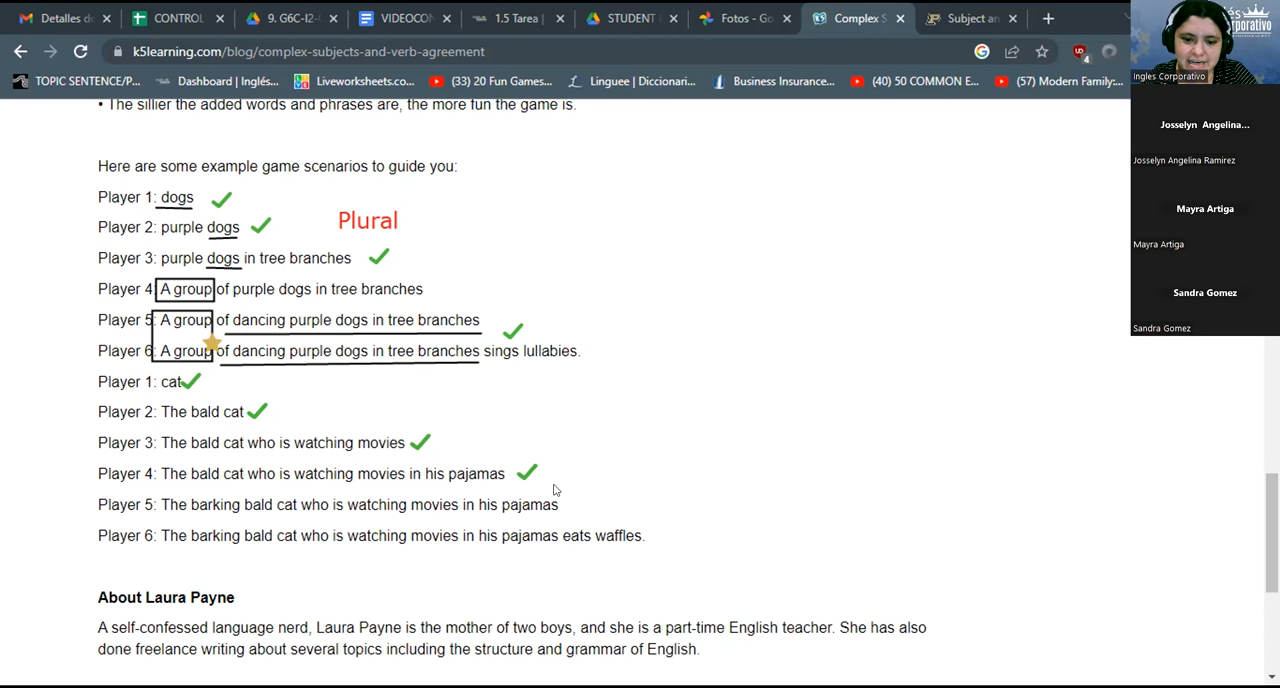 Detalles de
CONTROL
9. G6C-I2-
VIDEOCON
1.5 Tarea |
STUDENT
Fotos - Go
Complex S
Subject an
k5learning.com/blog/complex-subjects-and-verb-agreement
4
TOPIC SENTENCE/P...
Dashboard | Inglés...
Liveworksheets.co...
(33) 20 Fun Games...
Linguee | Diccionari...
Business Insurance...
(40) 50 COMMON E...
(57) Modern Family:...
• The sillier the added words and phrases are, the more fun the game is.
Here are some example game scenarios to guide you:
Player 1: dogs
Player 2: purple dogs
Plural
Player 3: purple dogs in tree branches
Player 4: A group of purple dogs in tree branches
Player 5: A group of dancing purple dogs in tree branches
Player 6: A group of dancing purple dogs in tree branches sings lullabies.
Player 1: cat
Player 2: The bald cat
Player 3: The bald cat who is watching movies
Player 4: The bald cat who is watching movies in his pajamas
Player 5: The barking bald cat who is watching movies in his pajamas
Player 6: The barking bald cat who is watching movies in his pajamas eats waffles.
About Laura Payne
A self-confessed language nerd, Laura Payne is the mother of two boys, and she is a part-time English teacher. She has also
done freelance writing about several topics including the structure and grammar of English.
Ingles Corporativo
Josselyn Angelina...
Josselyn Angelina Ramirez
Mayra Artiga
Mayra Artiga
Sandra Gomez
Sandra Gomez